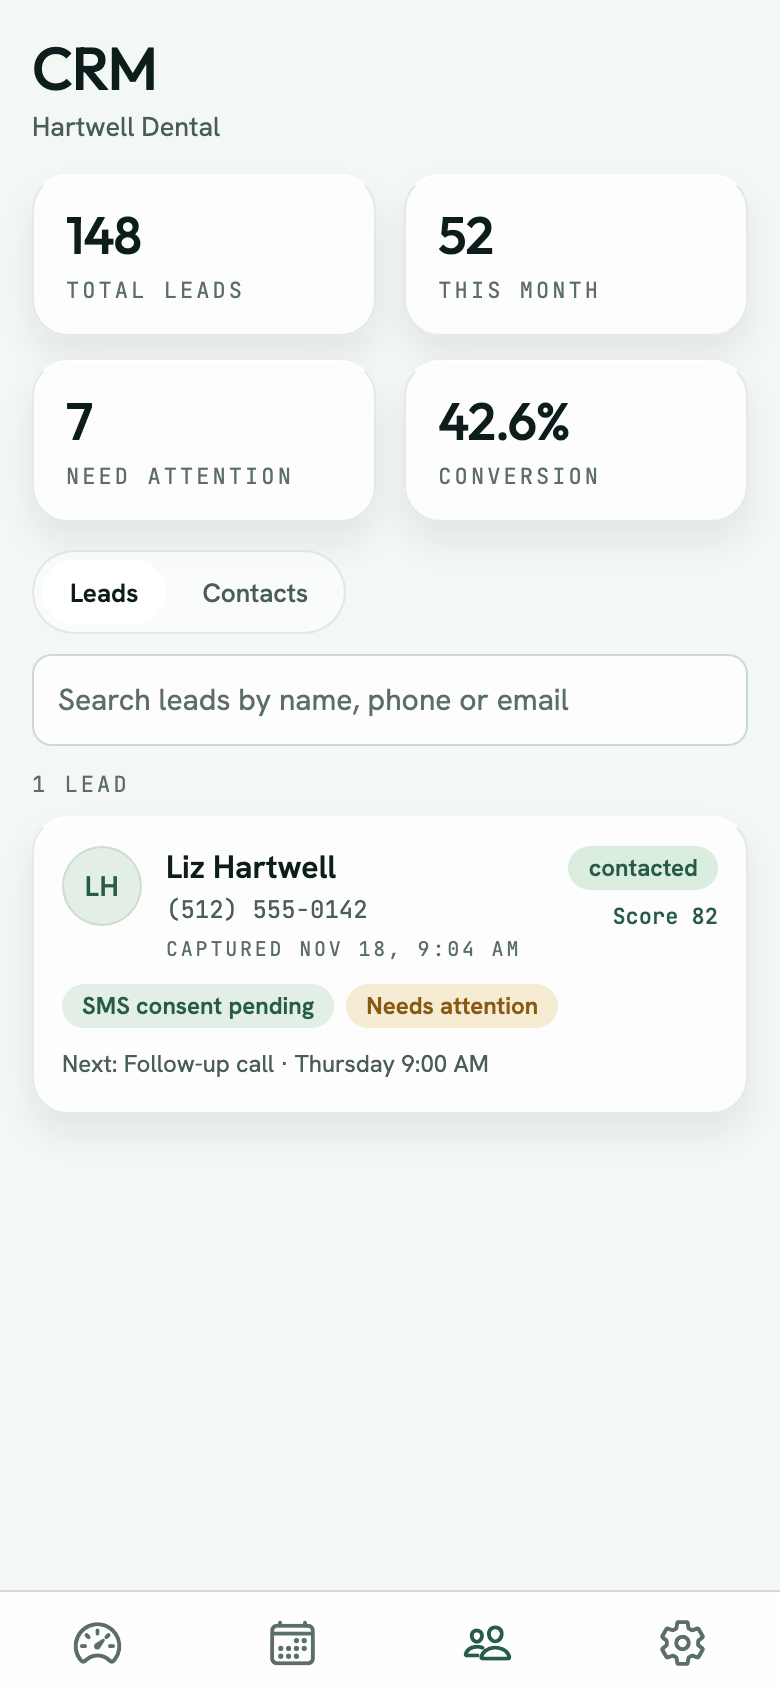 CRM
Hartwell Dental
148
TOTAL LEADS
52
THIS MONTH
7
NEED ATTENTION
42.6%
CONVERSION
Leads
Contacts
Search leads by name, phone or email
1 LEAD
LH
Liz Hartwell
(512) 555-0142
CAPTURED NOV 18, 9:04 AM
contacted
Score 82
SMS consent pending
Needs attention
Next: Follow-up call · Thursday 9:00 AM